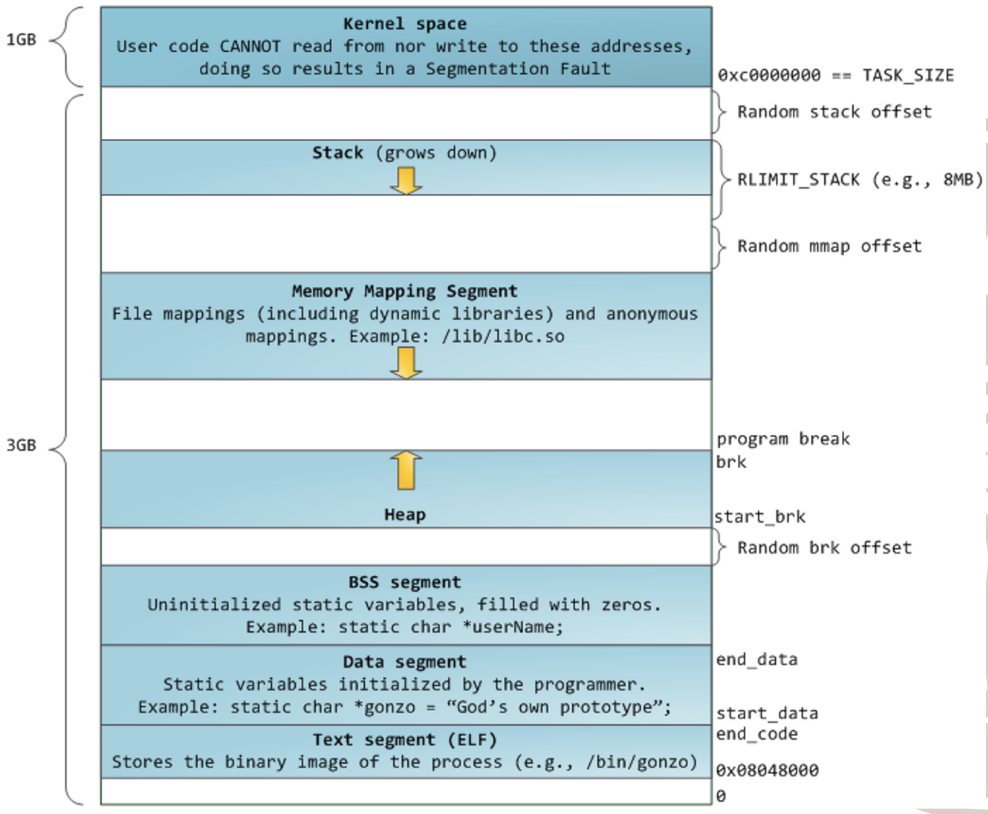 1GB
Kernel space
User code CANNOT read from nor write to these addresses,
doing so results in a Segmentation Fault
0xc0000000 == TASK_SIZE
Random stack offset
Stack (grows down)
RLIMIT_STACK (e.g., 8MB)
Random mmap offset
Memory Mapping Segment
File mappings (including dynamic libraries) and anonymous
mappings. Example: /lib/libc.so
3GB
program break
brk
Heap
start_brk
Random brk offset
BSS segment
Uninitialized static variables, filled with zeros.
Example: static char *userName;
Data segment
Static variables initialized by the programmer.
Example: static char *gonzo = “God’s own prototype”;
end_data
start_data
end_code
Text segment (ELF)
Stores the binary image of the process (e.g., /bin/gonzo)
0x08048000
0